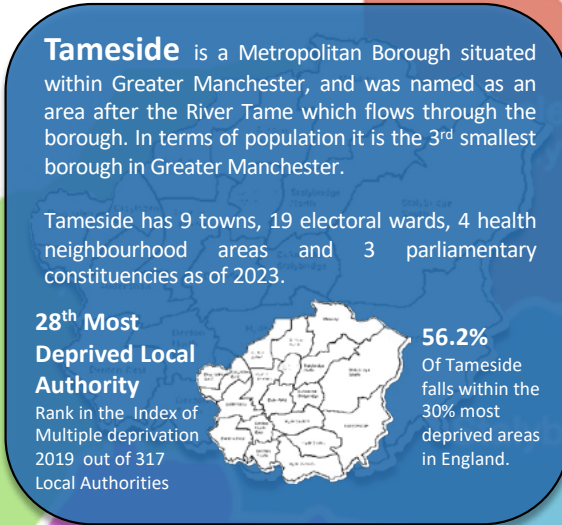 Tameside is a Metropolitan Borough situated
within Greater Manchester, and was named as an
area after the River Tame which flows through the
borough. In terms of population it is the 3rd smallest
borough in Greater Manchester.
Tameside has 9 towns, 19 electoral wards, 4 health
neighbourhood areas and 3 parliamentary
constituencies as of 2023.
28th Most
Deprived Local
Authority
Rank in the Index of
Multiple deprivation
2019 out of 317
Local Authorities
56.2%
Of Tameside
falls within the
30% most
deprived areas
in England.